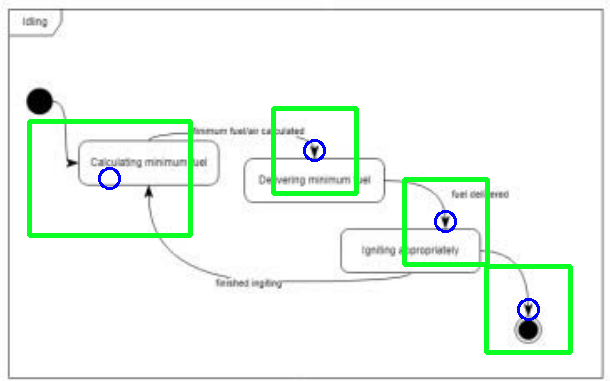 Idling
minimum fuel/air calculated
Calculating minimum fuel
Delivering minimum fuel
fuel delivered
Igniting appropriately
finished ingiting